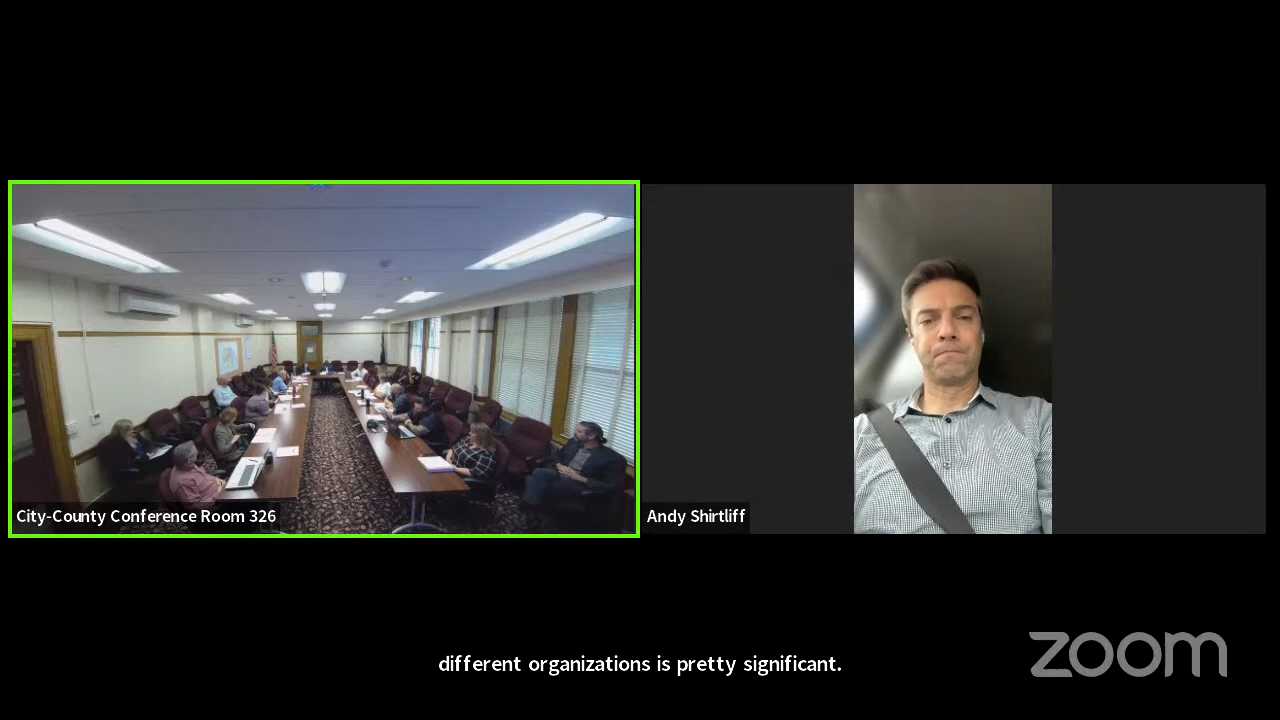 City-County Conference Room 326
Andy Shirtliff
different organizations is pretty significant.
zoom